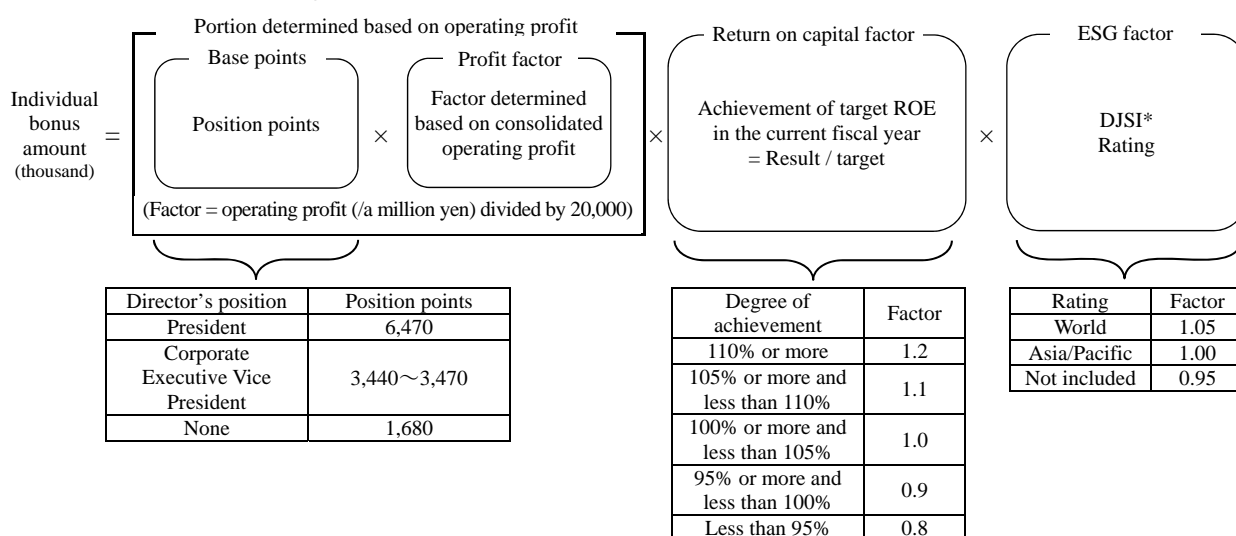 Portion determined based on operating profit
Base points
Profit factor
Return on capital factor
ESG factor
Individual
bonus
amount
(thousand)
=
Position points
×
Factor determined
based on consolidated
operating profit
×
Achievement of target ROE
in the current fiscal year
= Result / target
×
DJSI*
Rating
(Factor = operating profit (/a million yen) divided by 20,000)
Director's position Position points
President 6,470
Corporate
Executive Vice
President
3,440～3,470
None 1,680
Degree of
achievement
Factor
110% or more 1.2
105% or more and
less than 110%
1.1
100% or more and
less than 105%
1.0
95% or more and
less than 100%
0.9
Less than 95% 0.8
Rating Factor
World 1.05
Asia/Pacific 1.00
Not included 0.95